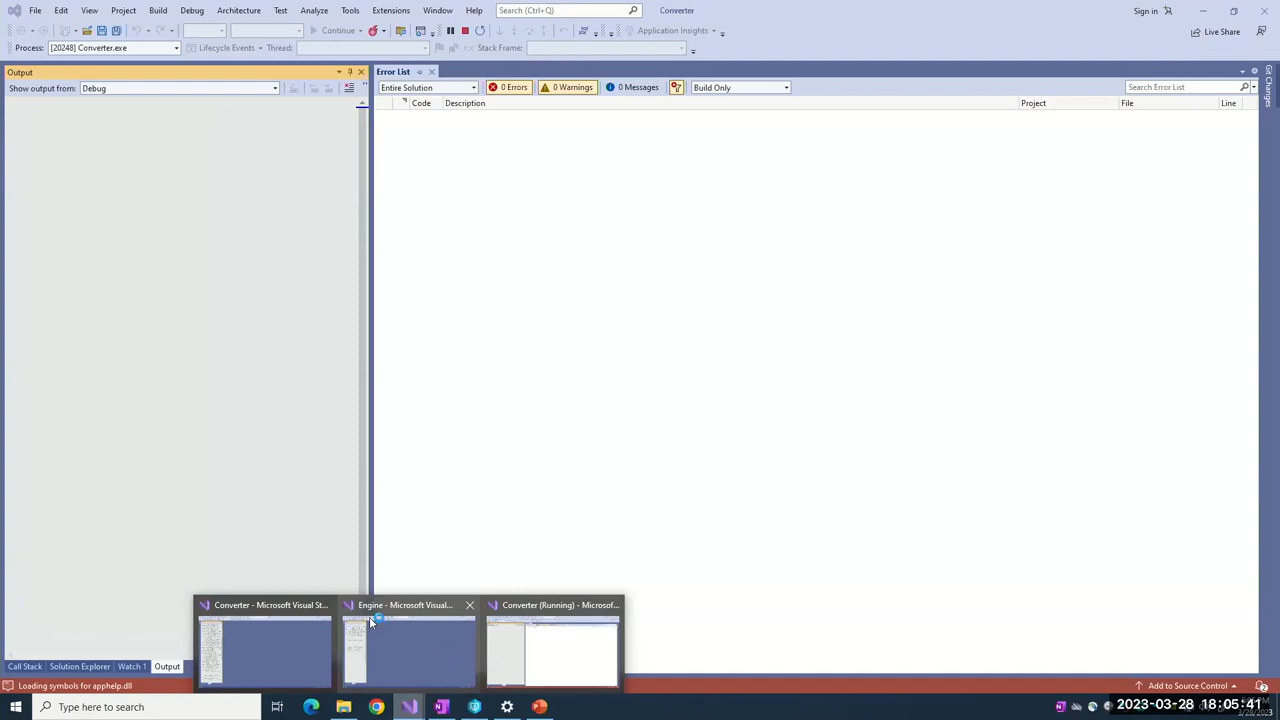 File Edit View Project Build Debug Architecture Test Analyze Tools Extensions Window Help Search (Ctrl+Q) Converter Sign in
Continue Application Insights Live Share
Process: [20248] Converter.exe Lifecycle Events Thread: Stack Frame:
Output
Error List
Git Changes
Show output from: Debug
Entire Solution 0 Errors 0 Warnings 0 Messages Build Only Search Error List
Code Description Project File Line
Converter - Microsoft Visual St...
Engine - Microsoft Visual...
Converter (Running) - Microsof...
Call Stack Solution Explorer Watch 1 Output
Loading symbols for apphelp.dll Add to Source Control 2
Type here to search
2023-03-28 18:05:41